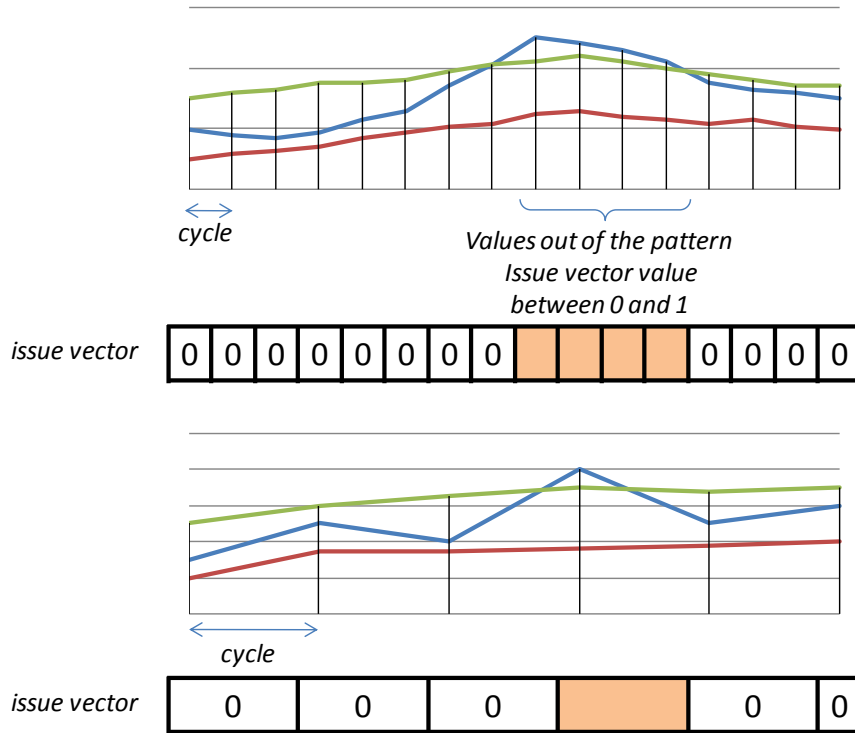 cycle
Values out of the pattern
Issue vector value
between 0 and 1
issue vector 0 0 0 0 0 0 0 0 0 0 0 0
cycle
issue vector 0 0 0 0 0